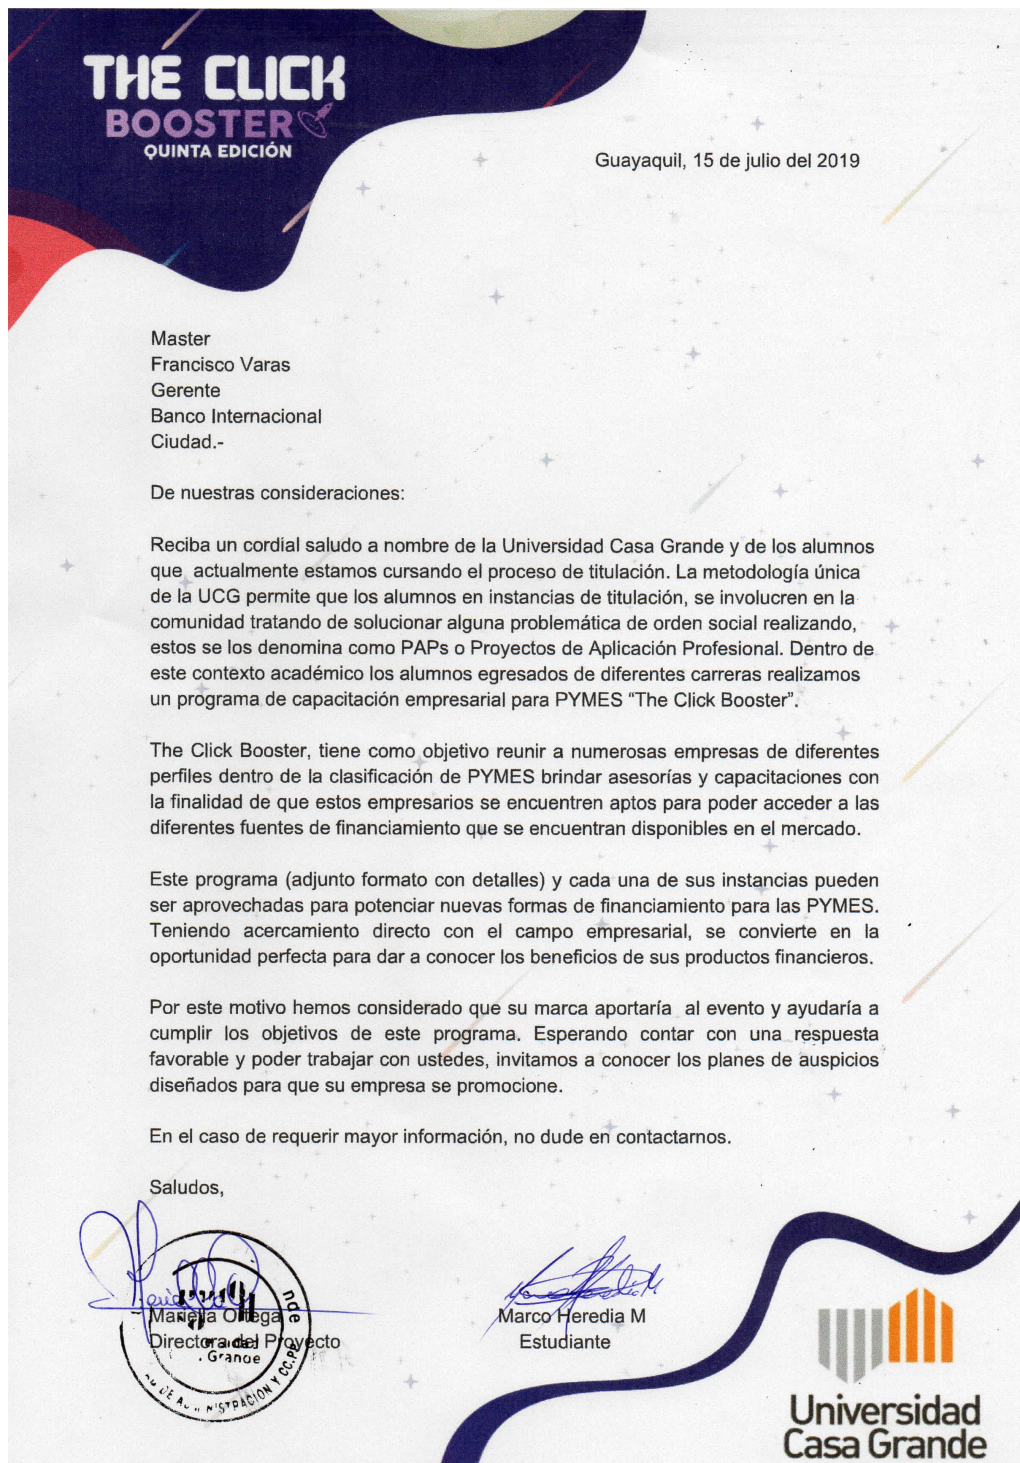 THE CLICK
BOOSTER
QUINTA EDICIÓN
Guayaquil, 15 de julio del 2019
Master
Francisco Varas
Gerente
Banco Internacional
Ciudad.-
De nuestras consideraciones:
Reciba un cordial saludo a nombre de la Universidad Casa Grande y de los alumnos
que actualmente estamos cursando el proceso de titulación. La metodología única
de la UCG permite que los alumnos en instancias de titulación, se involucren en la
comunidad tratando de solucionar alguna problemática de orden social realizando,
estos se los denomina como PAPs o Proyectos de Aplicación Profesional. Dentro de
este contexto académico los alumnos egresados de diferentes carreras realizamos
un programa de capacitación empresarial para PYMES “The Click Booster”.
The Click Booster, tiene como objetivo reunir a numerosas empresas de diferentes
perfiles dentro de la clasificación de PYMES brindar asesorías y capacitaciones con
la finalidad de que estos empresarios se encuentren aptos para poder acceder a las
diferentes fuentes de financiamiento que se encuentran disponibles en el mercado.
Este programa (adjunto formato con detalles) y cada una de sus instancias pueden
ser aprovechadas para potenciar nuevas formas de financiamiento para las PYMES.
Teniendo acercamiento directo con el campo empresarial, se convierte en la
oportunidad perfecta para dar a conocer los beneficios de sus productos financieros.
Por este motivo hemos considerado que su marca aportaría al evento y ayudaría a
cumplir los objetivos de este programa. Esperando contar con una respuesta
favorable y poder trabajar con ustedes, invitamos a conocer los planes de auspicios
diseñados para que su empresa se promocione.
En el caso de requerir mayor información, no dude en contactarnos.
Saludos,
Mariella Ortega
Directora del Proyecto
Marco Heredia M
Estudiante
Grande
Universidad
Casa Grande